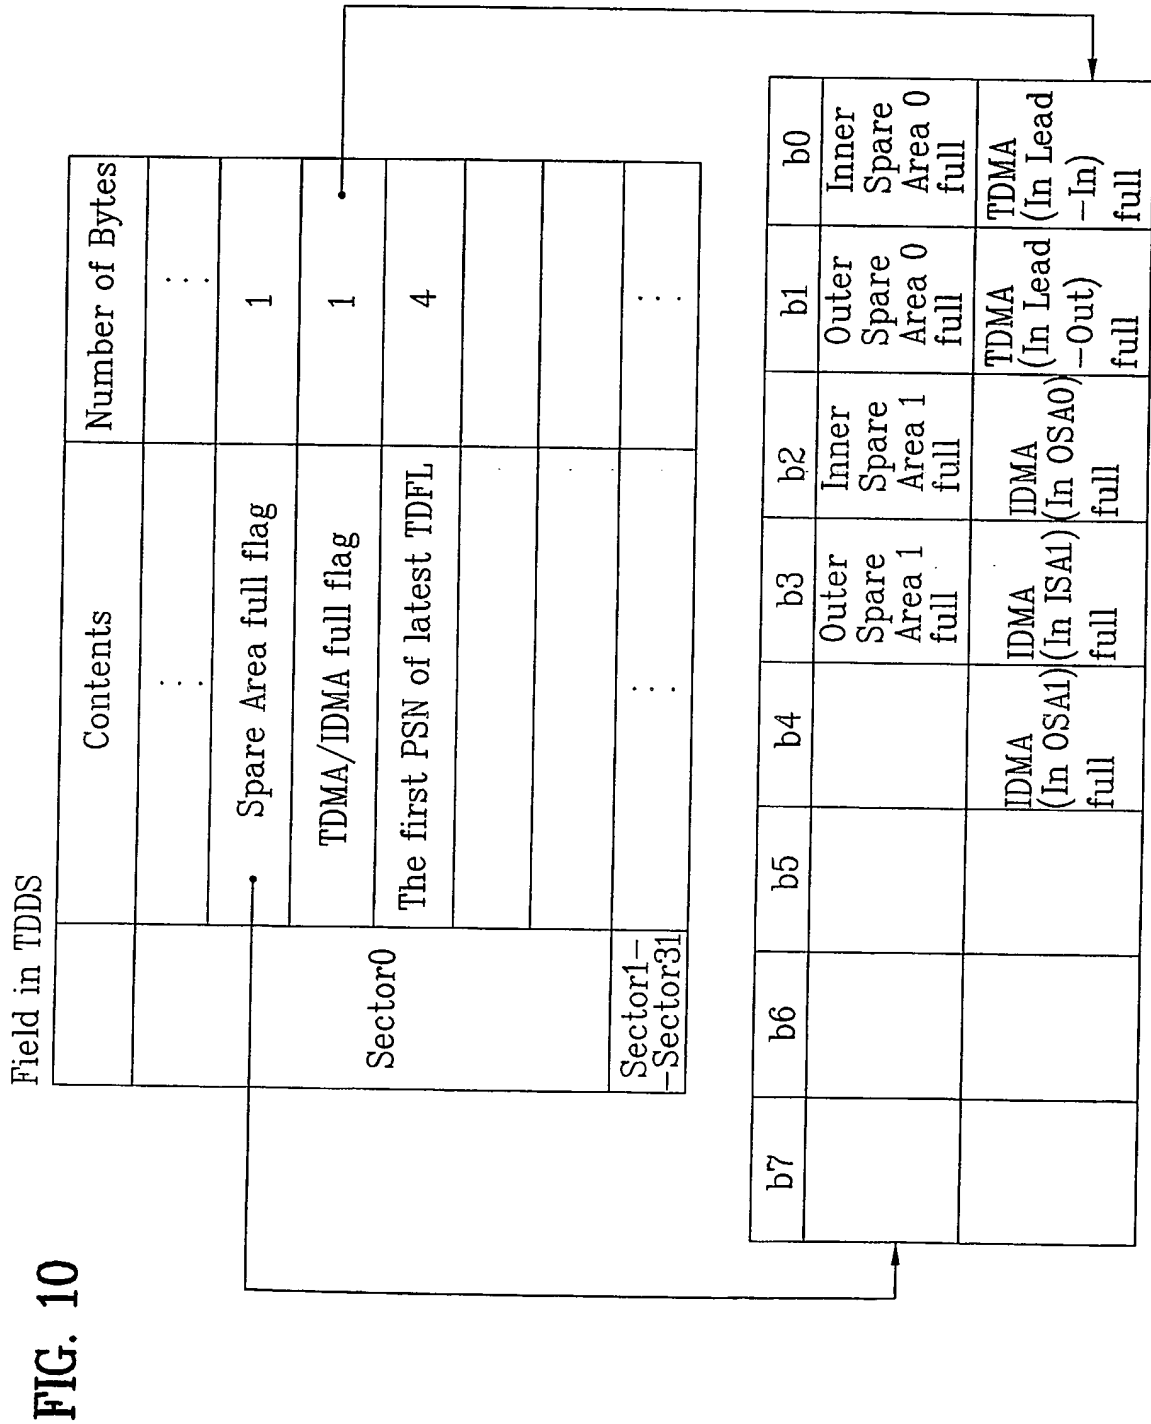 FIG. 10
Field in TDDS
Contents
Number of Bytes
...
...
Sector0
Spare Area full flag
1
TDMA/IDMA full flag
1
The first PSN of latest TDFL
4
Sector1–
–Sector31
...
...
b7
b6
b5
b4
b3
b2
b1
b0
Outer
Spare
Area 1
full
Inner
Spare
Area 1
full
Outer
Spare
Area 0
full
Inner
Spare
Area 0
full
IDMA
(In OSA1)
full
IDMA
(In ISA1)
full
IDMA
(In OSA0)
full
TDMA
(In Lead
–Out)
full
TDMA
(In Lead
–In)
full